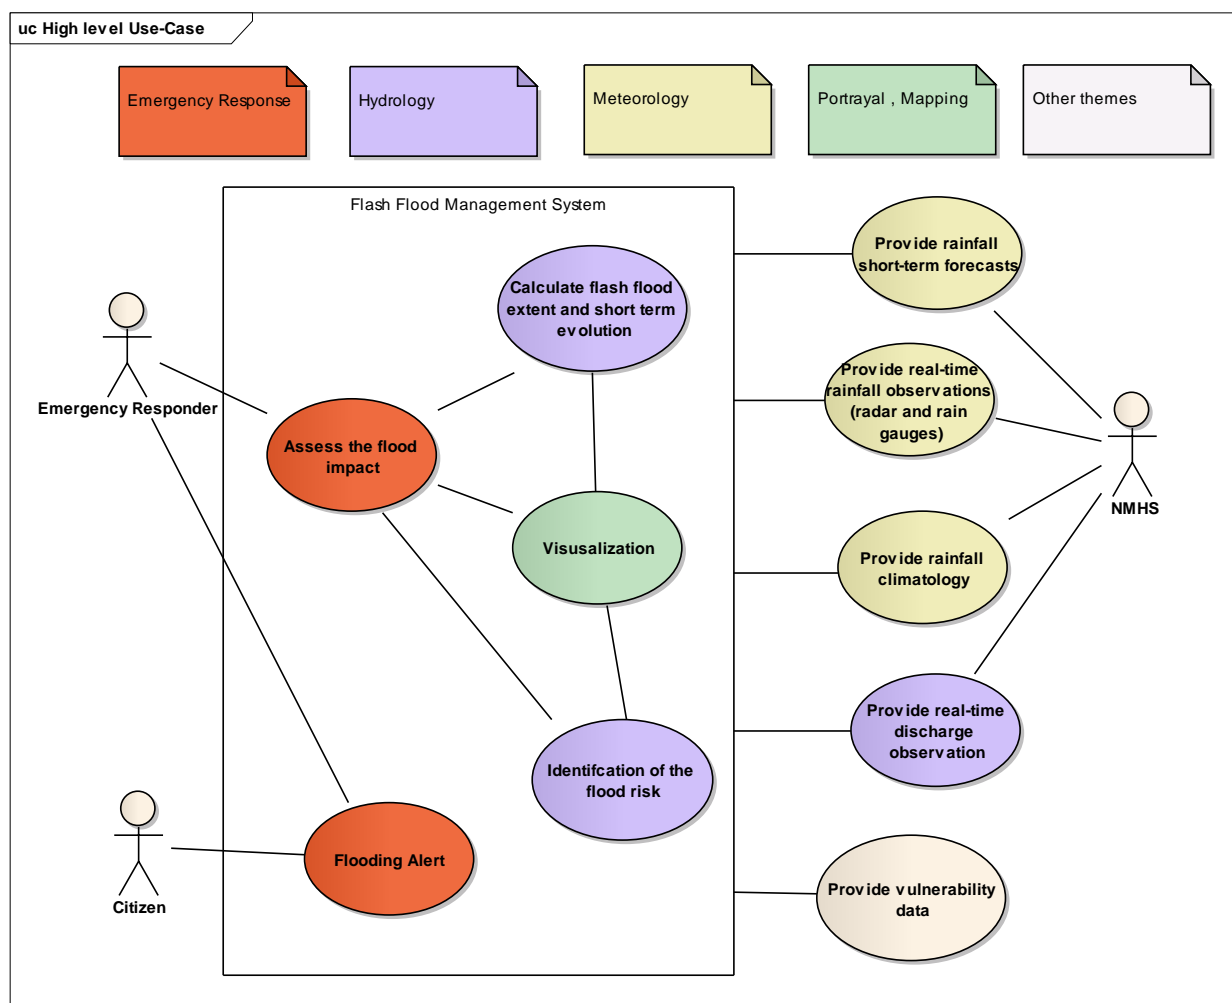 uc High level Use-Case
Emergency Response
Hydrology
Meteorology
Portrayal , Mapping
Other themes
Flash Flood Management System
Provide rainfall
short-term forecasts
Calculate flash flood
extent and short term
evolution
Emergency Responder
Provide real-time
rainfall observations
(radar and rain
gauges)
Assess the flood
impact
NMHS
Visusalization
Provide rainfall
climatology
Provide real-time
discharge
observation
Identifcation of the
flood risk
Flooding Alert
Citizen
Provide vulnerability
data